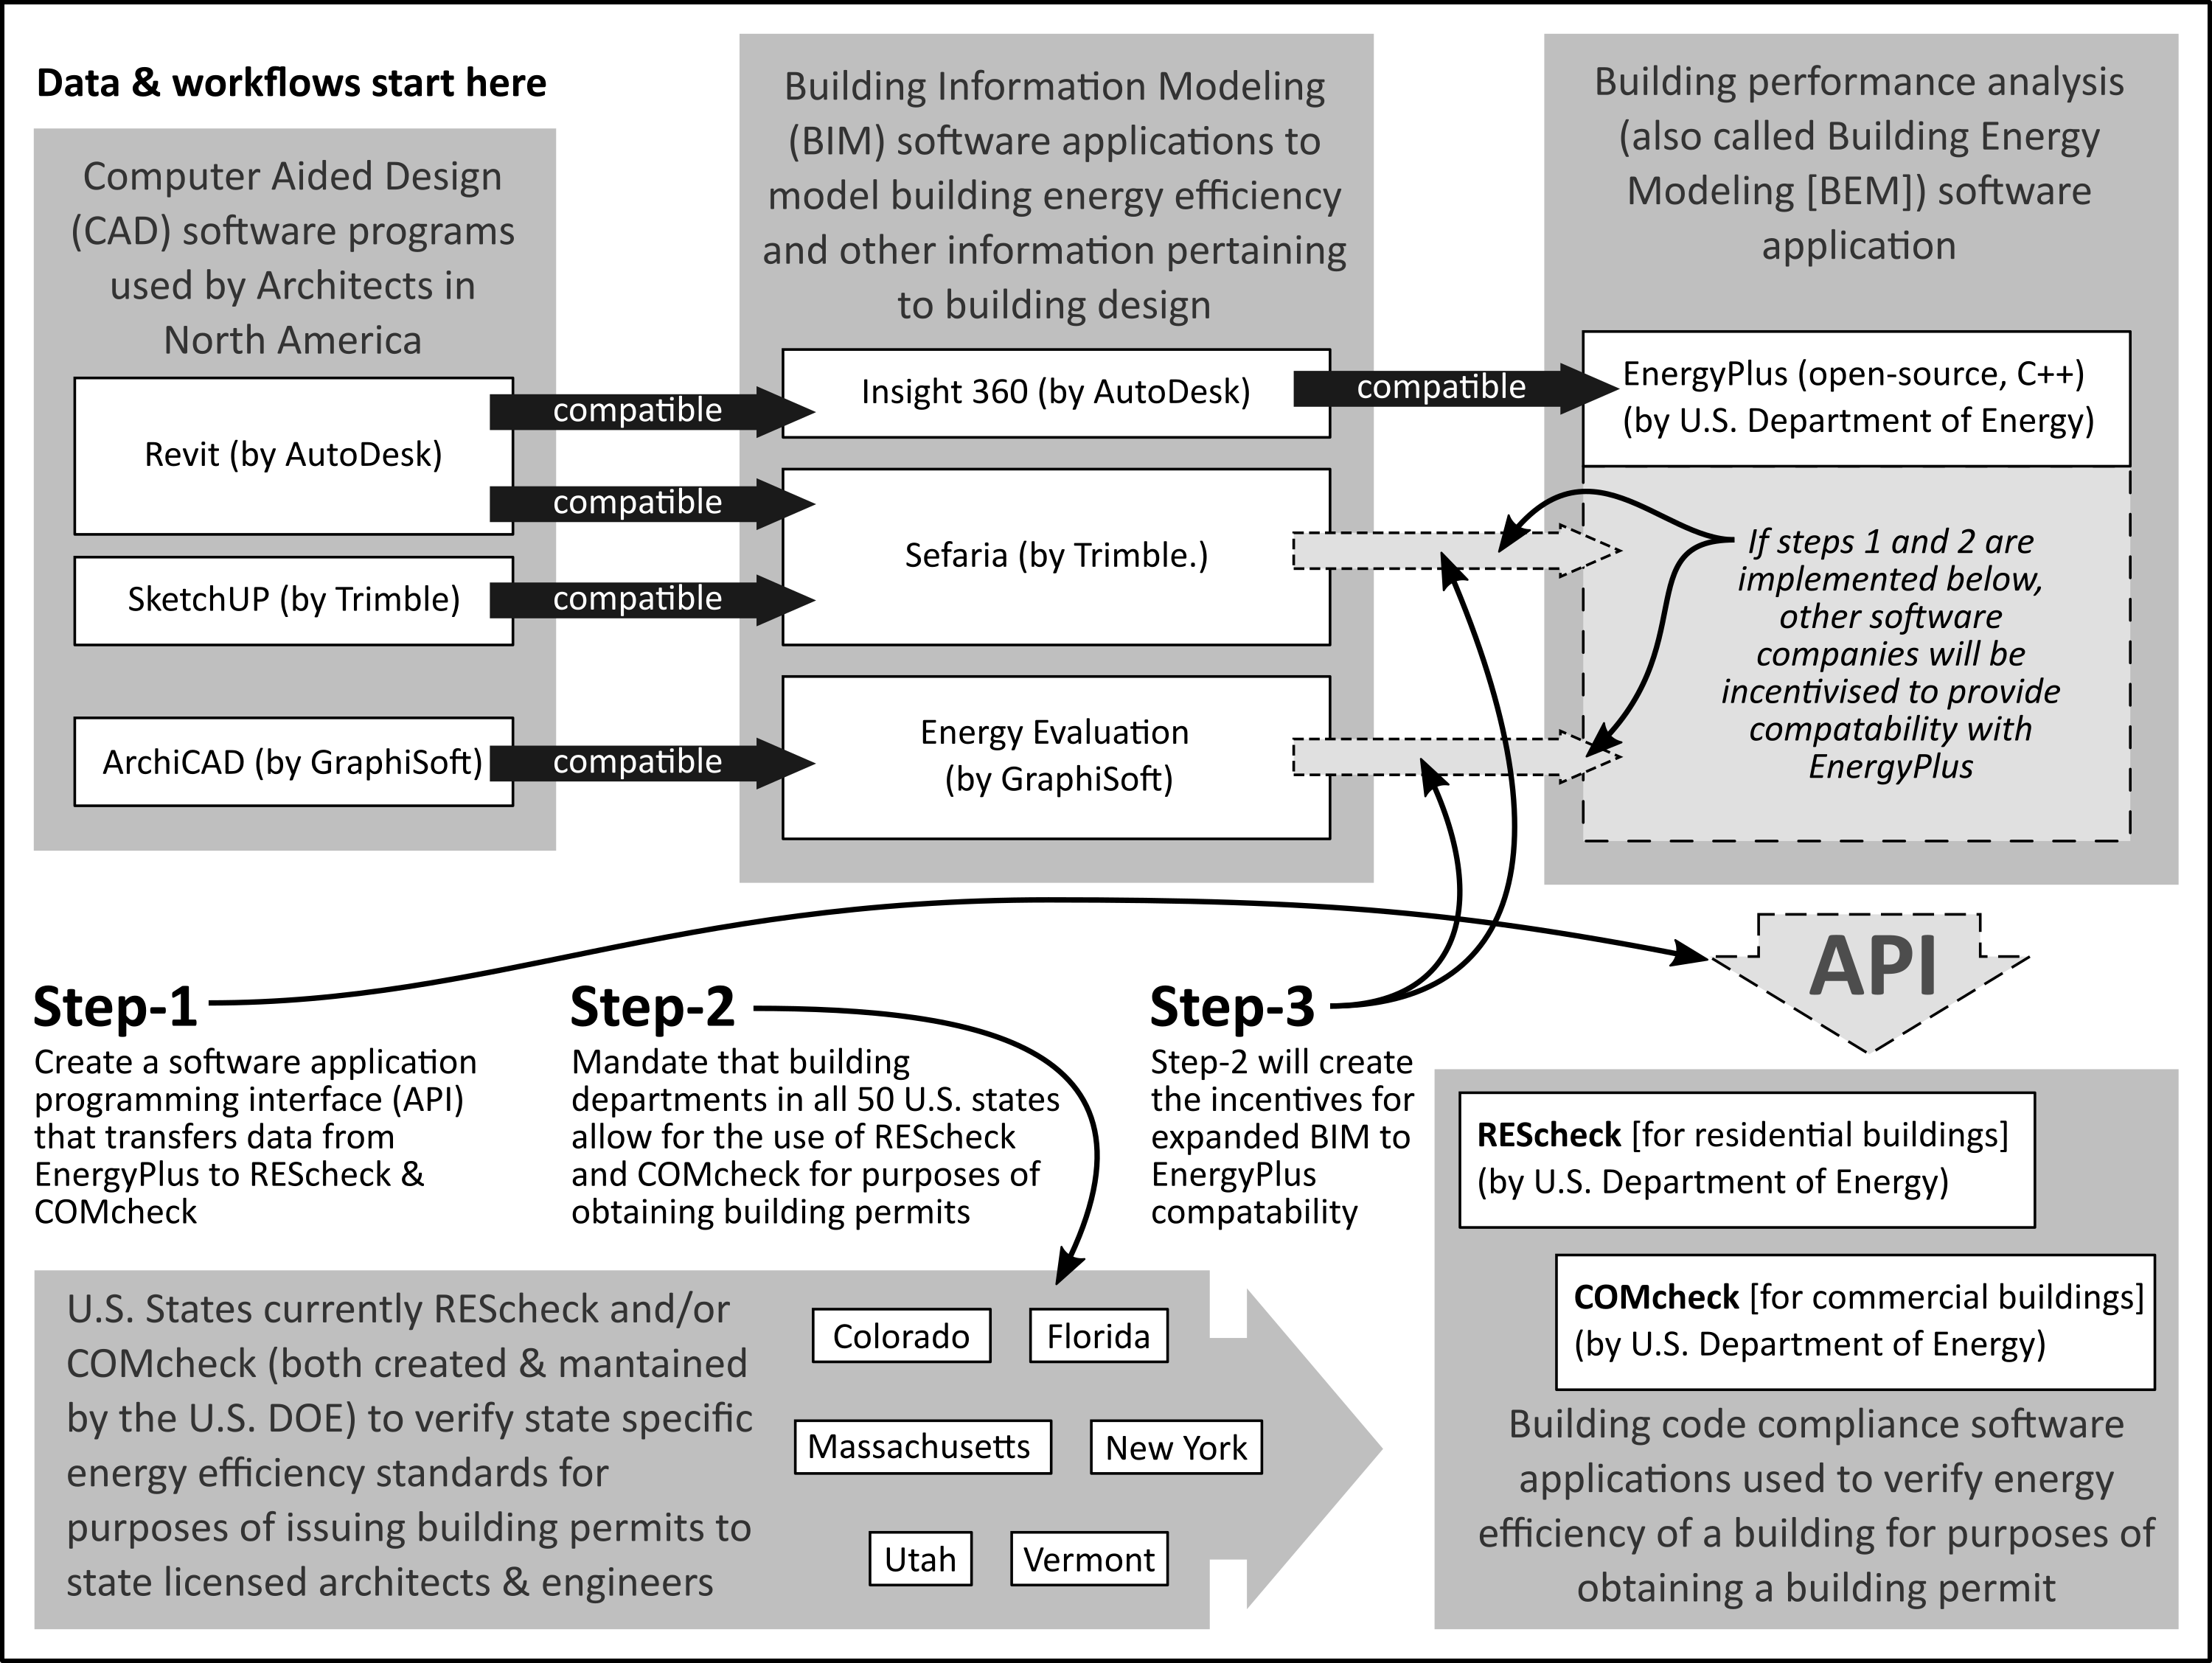 Data & workflows start here
Computer Aided Design
(CAD) software programs
used by Architects in
North America
Revit (by AutoDesk)
SketchUP (by Trimble)
ArchiCAD (by GraphiSoft)
compatible
compatible
compatible
compatible
Building Information Modeling
(BIM) software applications to
model building energy efficiency
and other information pertaining
to building design
Insight 360 (by AutoDesk)
Sefaria (by Trimble.)
Energy Evaluation
(by GraphiSoft)
compatible
Building performance analysis
(also called Building Energy
Modeling [BEM]) software
application
EnergyPlus (open-source, C++)
(by U.S. Department of Energy)
If steps 1 and 2 are
implemented below,
other software
companies will be
incentivised to provide
compatability with
EnergyPlus
API
Step-1
Create a software application
programming interface (API)
that transfers data from
EnergyPlus to REScheck &
COMcheck
Step-2
Mandate that building
departments in all 50 U.S. states
allow for the use of REScheck
and COMcheck for purposes of
obtaining building permits
Step-3
Step-2 will create
the incentives for
expanded BIM to
EnergyPlus
compatability
U.S. States currently REScheck and/or
COMcheck (both created & mantained
by the U.S. DOE) to verify state specific
energy efficiency standards for
purposes of issuing building permits to
state licensed architects & engineers
Colorado
Florida
Massachusetts
New York
Utah
Vermont
REScheck [for residential buildings]
(by U.S. Department of Energy)
COMcheck [for commercial buildings]
(by U.S. Department of Energy)
Building code compliance software
applications used to verify energy
efficiency of a building for purposes of
obtaining a building permit